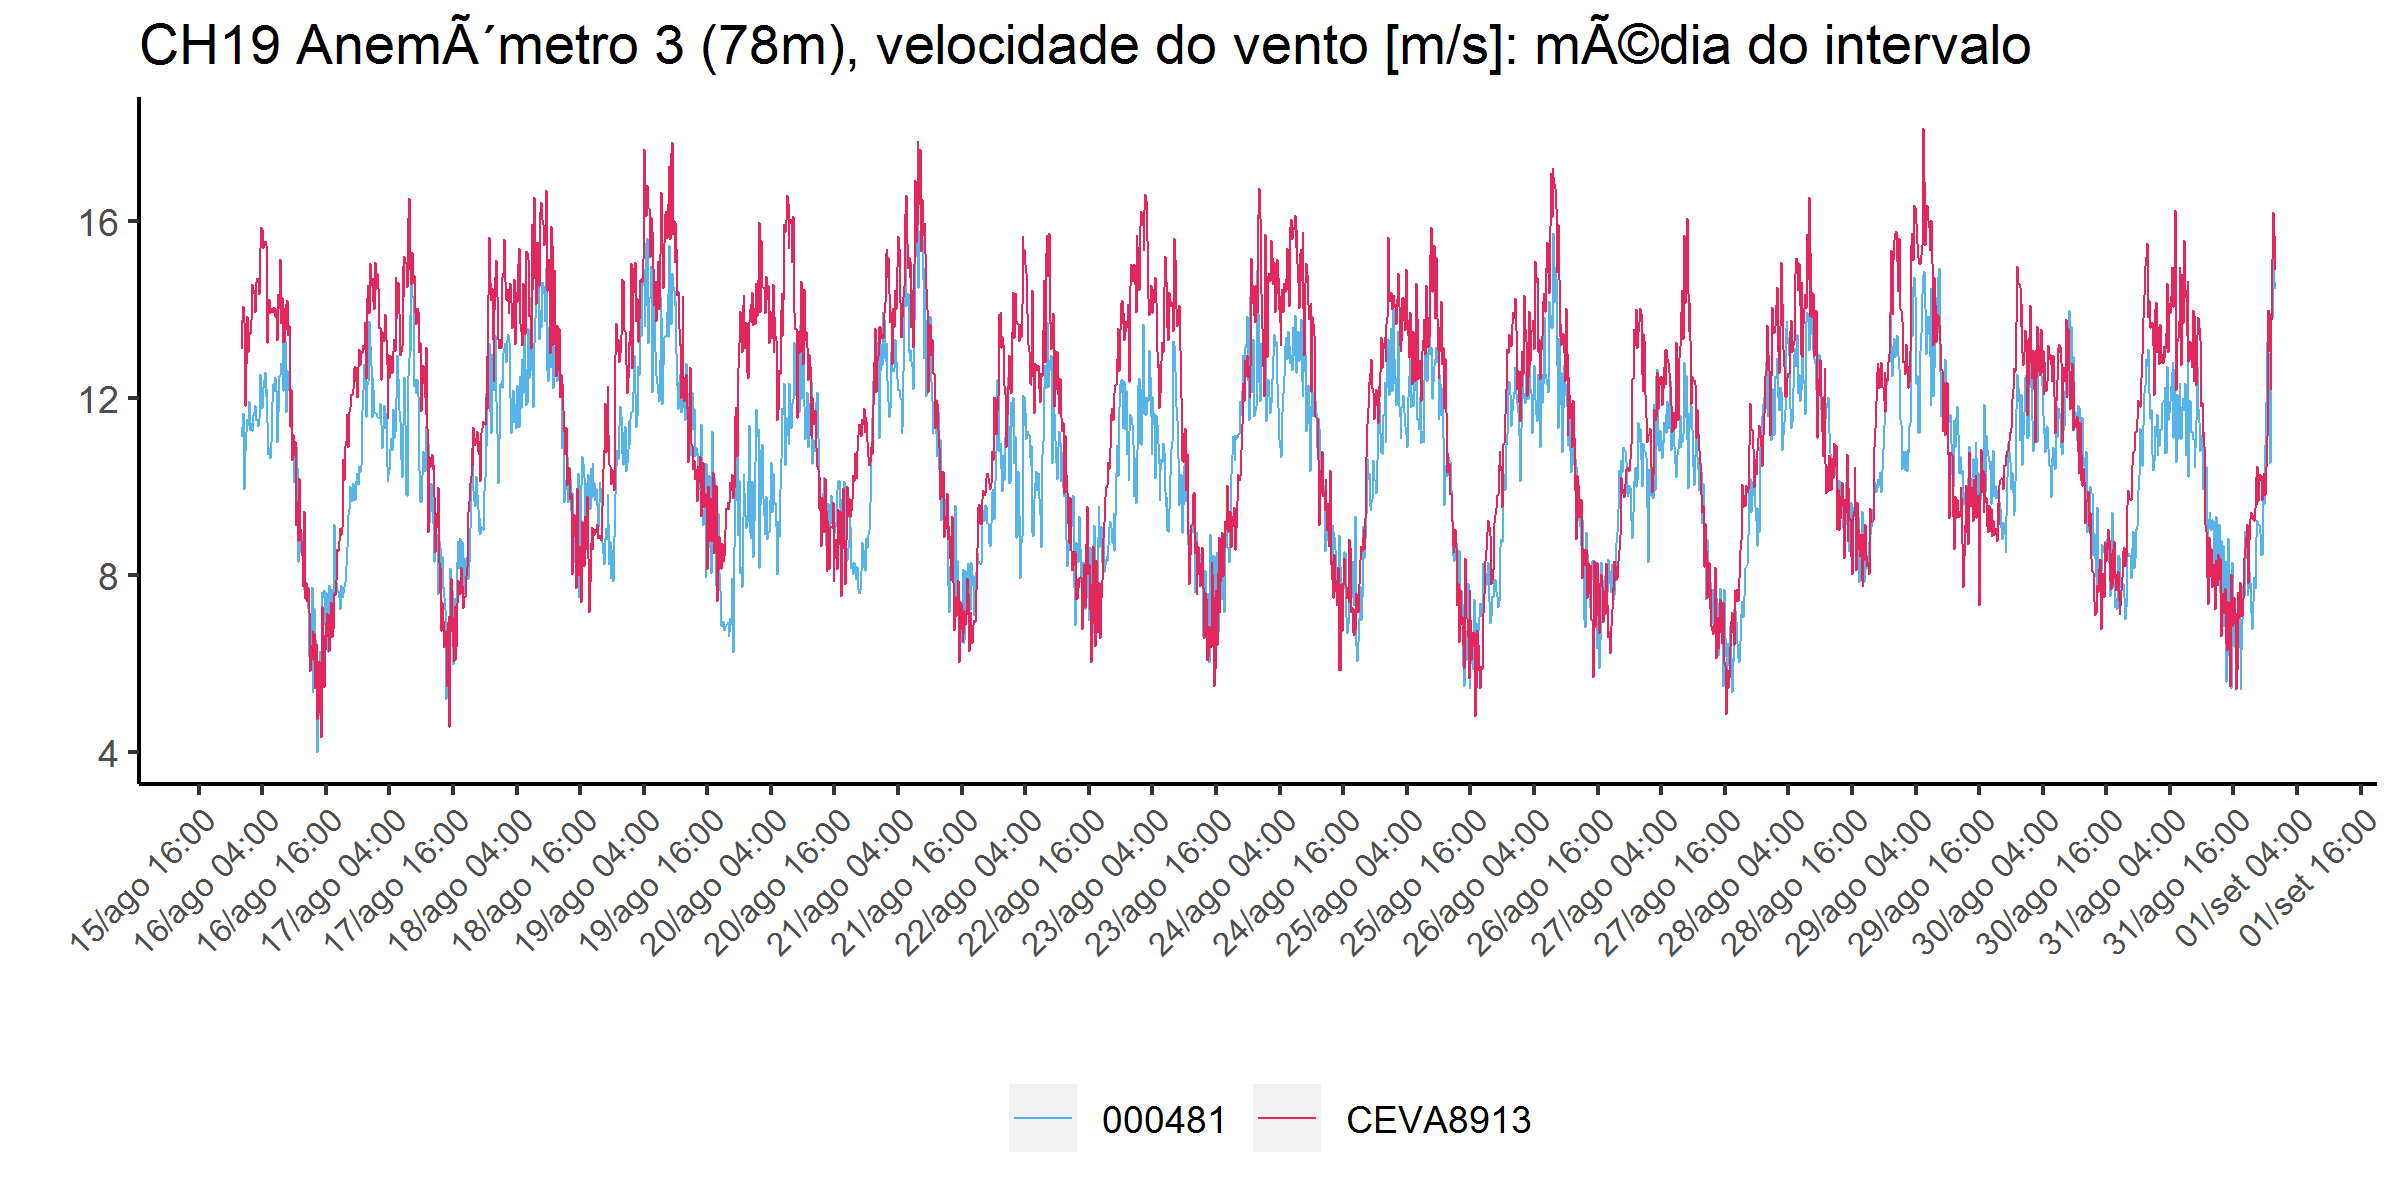 CH19 AnemÃ´metro 3 (78m), velocidade do vento [m/s]: mÃ©dia do intervalo
16
12
8
4
15/ago 16:00
16/ago 04:00
16/ago 16:00
17/ago 04:00
17/ago 16:00
18/ago 04:00
18/ago 16:00
19/ago 04:00
19/ago 16:00
20/ago 04:00
20/ago 16:00
21/ago 04:00
21/ago 16:00
22/ago 04:00
22/ago 16:00
23/ago 04:00
23/ago 16:00
24/ago 04:00
24/ago 16:00
25/ago 04:00
25/ago 16:00
26/ago 04:00
26/ago 16:00
27/ago 04:00
27/ago 16:00
28/ago 04:00
28/ago 16:00
29/ago 04:00
29/ago 16:00
30/ago 04:00
30/ago 16:00
31/ago 04:00
31/ago 16:00
01/set 04:00
01/set 16:00
000481
CEVA8913